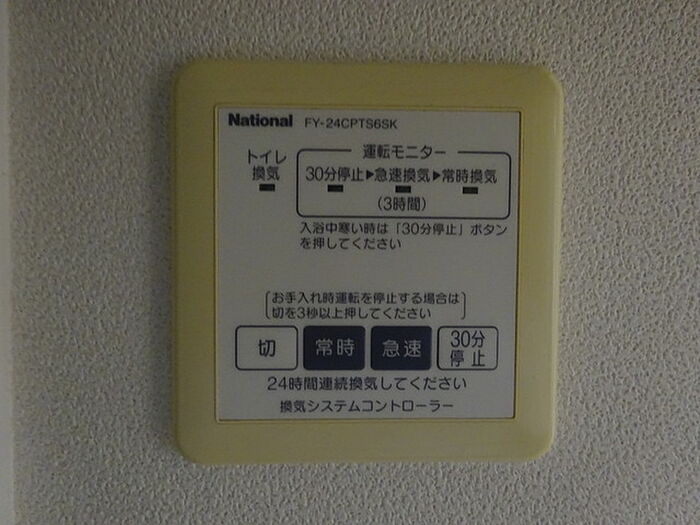 National FY-24CPTS6SK
運転モニター
トイレ
換気
30分停止▶急速換気▶常時換気
(3時間)
入浴中寒い時は「30分停止」ボタン
を押してください
お手入れ時運転を停止する場合は
切を3秒以上押してください
切 常時 急速 30分
停止
24時間連続換気してください
換気システムコントローラー